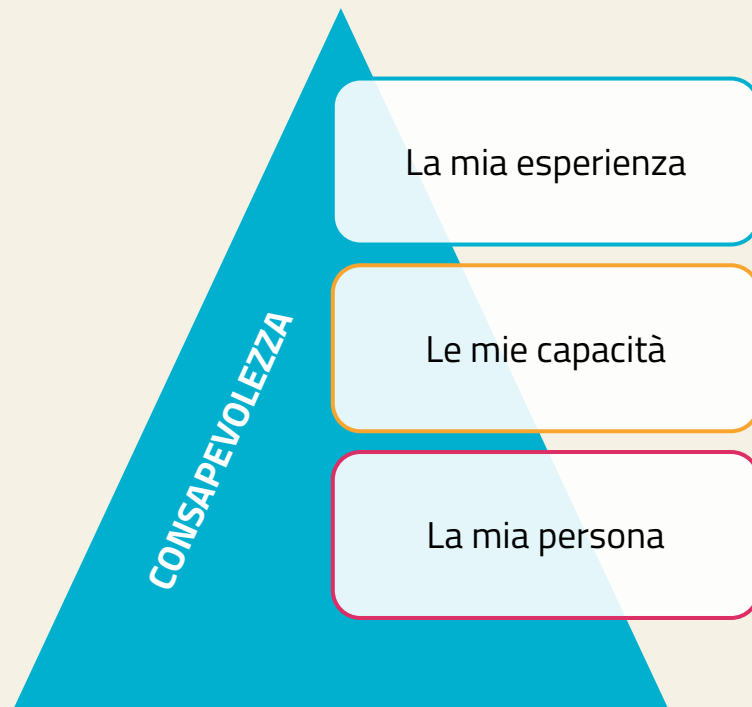 La mia esperienza
Le mie capacità
La mia persona
CONSAPEVOLEZZA